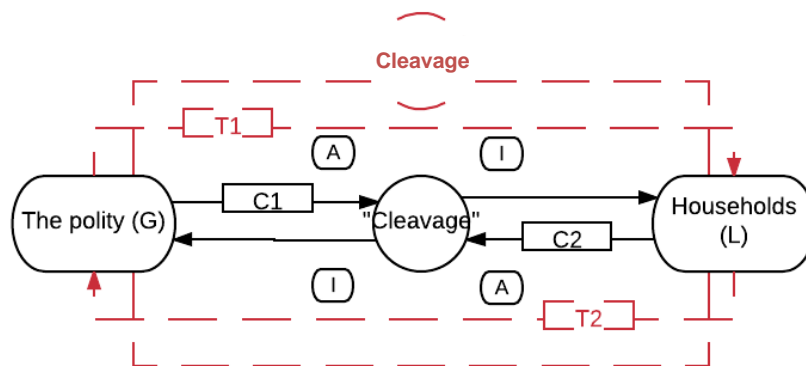 Cleavage
T1
A
I
The polity (G)
C1
"Cleavage"
Households
(L)
C2
I
A
T2